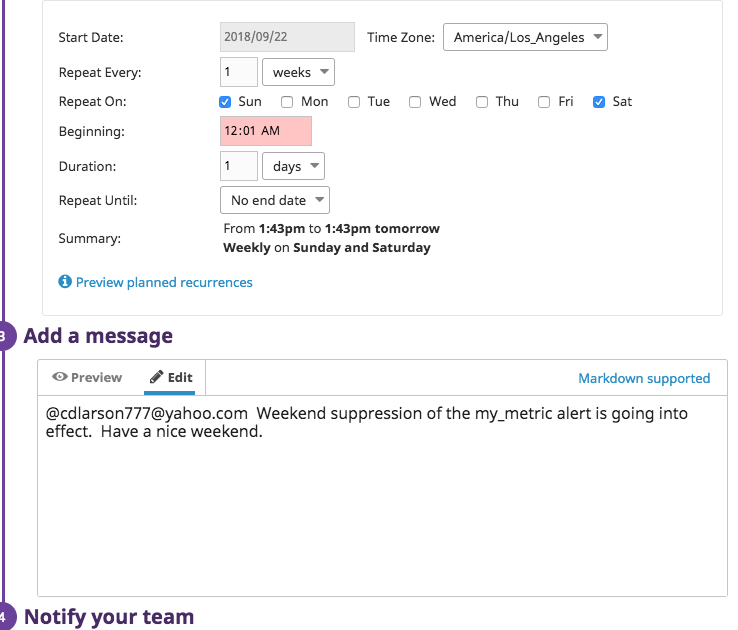 Start Date: 2018/09/22 Time Zone: America/Los_Angeles
Repeat Every: 1 weeks
Repeat On: Sun Mon Tue Wed Thu Fri Sat
Beginning: 12:01 AM
Duration: 1 days
Repeat Until: No end date
Summary: From 1:43pm to 1:43pm tomorrow
Weekly on Sunday and Saturday
Preview planned recurrences
3 Add a message
Preview Edit Markdown supported
@cdlarson777@yahoo.com Weekend suppression of the my_metric alert is going into
effect. Have a nice weekend.
4 Notify your team